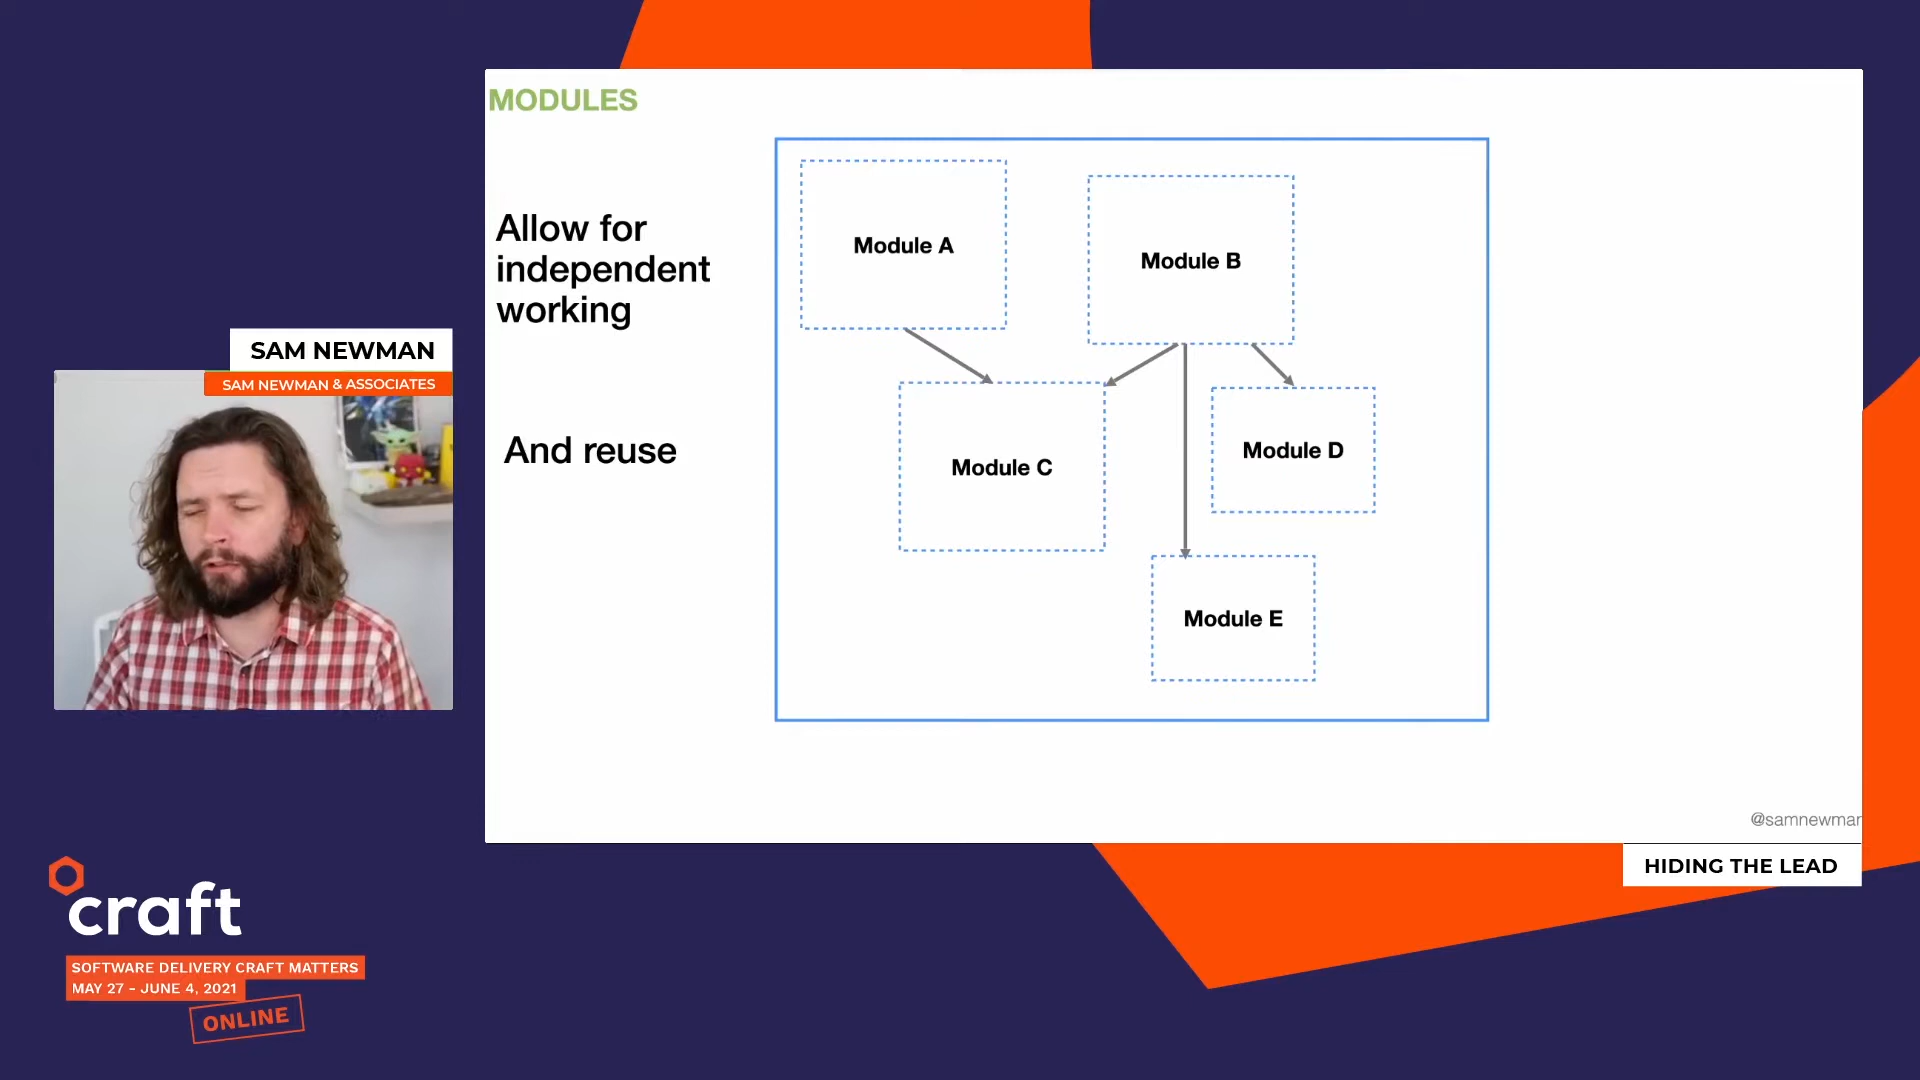 MODULES
Allow for
independent
working
And reuse
Module A
Module B
Module C
Module D
Module E
SAM NEWMAN
SAM NEWMAN & ASSOCIATES
@samnewman
HIDING THE LEAD
craft
SOFTWARE DELIVERY CRAFT MATTERS
MAY 27 - JUNE 4, 2021
ONLINE